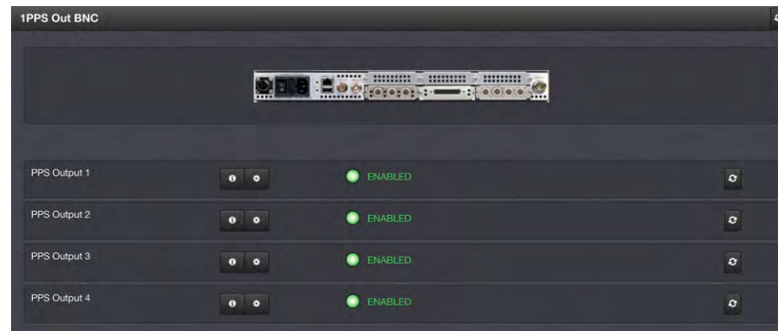 1PPS Out BNC
PPS Output 1 ENABLED
PPS Output 2 ENABLED
PPS Output 3 ENABLED
PPS Output 4 ENABLED